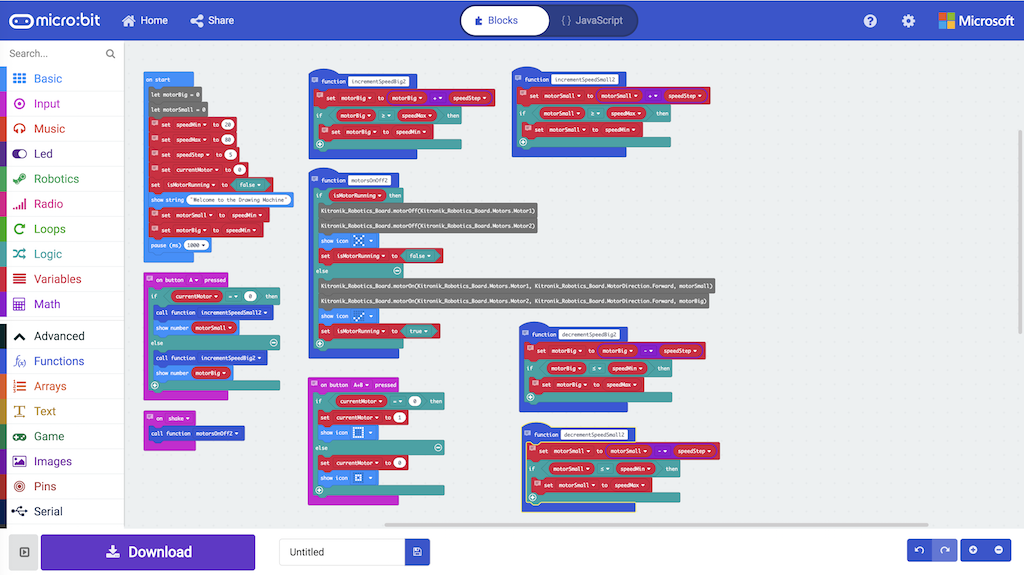 micro:bit Home Share Blocks {} JavaScript Microsoft
Search...
Basic
Input
Music
Led
Robotics
Radio
Loops
Logic
Variables
Math
Advanced
Functions
Arrays
Text
Game
Images
Pins
Serial
on start
let motorBig = 0
let motorSmall = 0
set speedMin to 20
set speedMax to 80
set speedStep to 5
set currentMotor to 0
set isMotorRunning to false
show string "Welcome to the Drawing Machine"
set motorSmall to speedMin
set motorBig to speedMin
pause (ms) 1000
on button A pressed
if currentMotor = 0 then
call function incrementSpeedSmall2
show number motorSmall
else
call function incrementSpeedBig2
show number motorBig
on shake
call function motorsOnOff2
function incrementSpeedBig2
set motorBig to motorBig + speedStep
if motorBig ≥ speedMax then
set motorBig to speedMin
function motorsOnOff2
if isMotorRunning then
Kitronik_Robotics_Board.motorOff(Kitronik_Robotics_Board.Motors.Motor1)
Kitronik_Robotics_Board.motorOff(Kitronik_Robotics_Board.Motors.Motor2)
show icon
set isMotorRunning to false
else
Kitronik_Robotics_Board.motorOn(Kitronik_Robotics_Board.Motors.Motor1, Kitronik_Robotics_Board.MotorDirection.Forward, motorSmall)
Kitronik_Robotics_Board.motorOn(Kitronik_Robotics_Board.Motors.Motor2, Kitronik_Robotics_Board.MotorDirection.Forward, motorBig)
show icon
set isMotorRunning to true
on button A+B pressed
if currentMotor = 0 then
set currentMotor to 1
show icon
else
set currentMotor to 0
show icon
function incrementSpeedSmall2
set motorSmall to motorSmall + speedStep
if motorSmall ≥ speedMax then
set motorSmall to speedMin
function decrementSpeedBig2
set motorBig to motorBig - speedStep
if motorBig ≤ speedMin then
set motorBig to speedMax
function decrementSpeedSmall2
set motorSmall to motorSmall - speedStep
if motorSmall ≤ speedMin then
set motorSmall to speedMax
Download Untitled